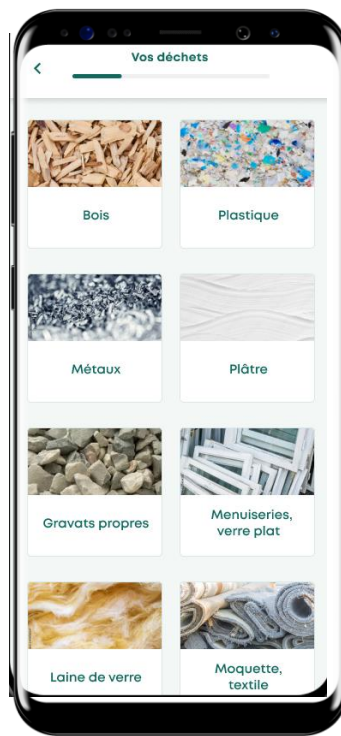 Vos déchets
Bois
Plastique
Métaux
Plâtre
Gravats propres
Menuiseries,
verre plat
Laine de verre
Moquette,
textile